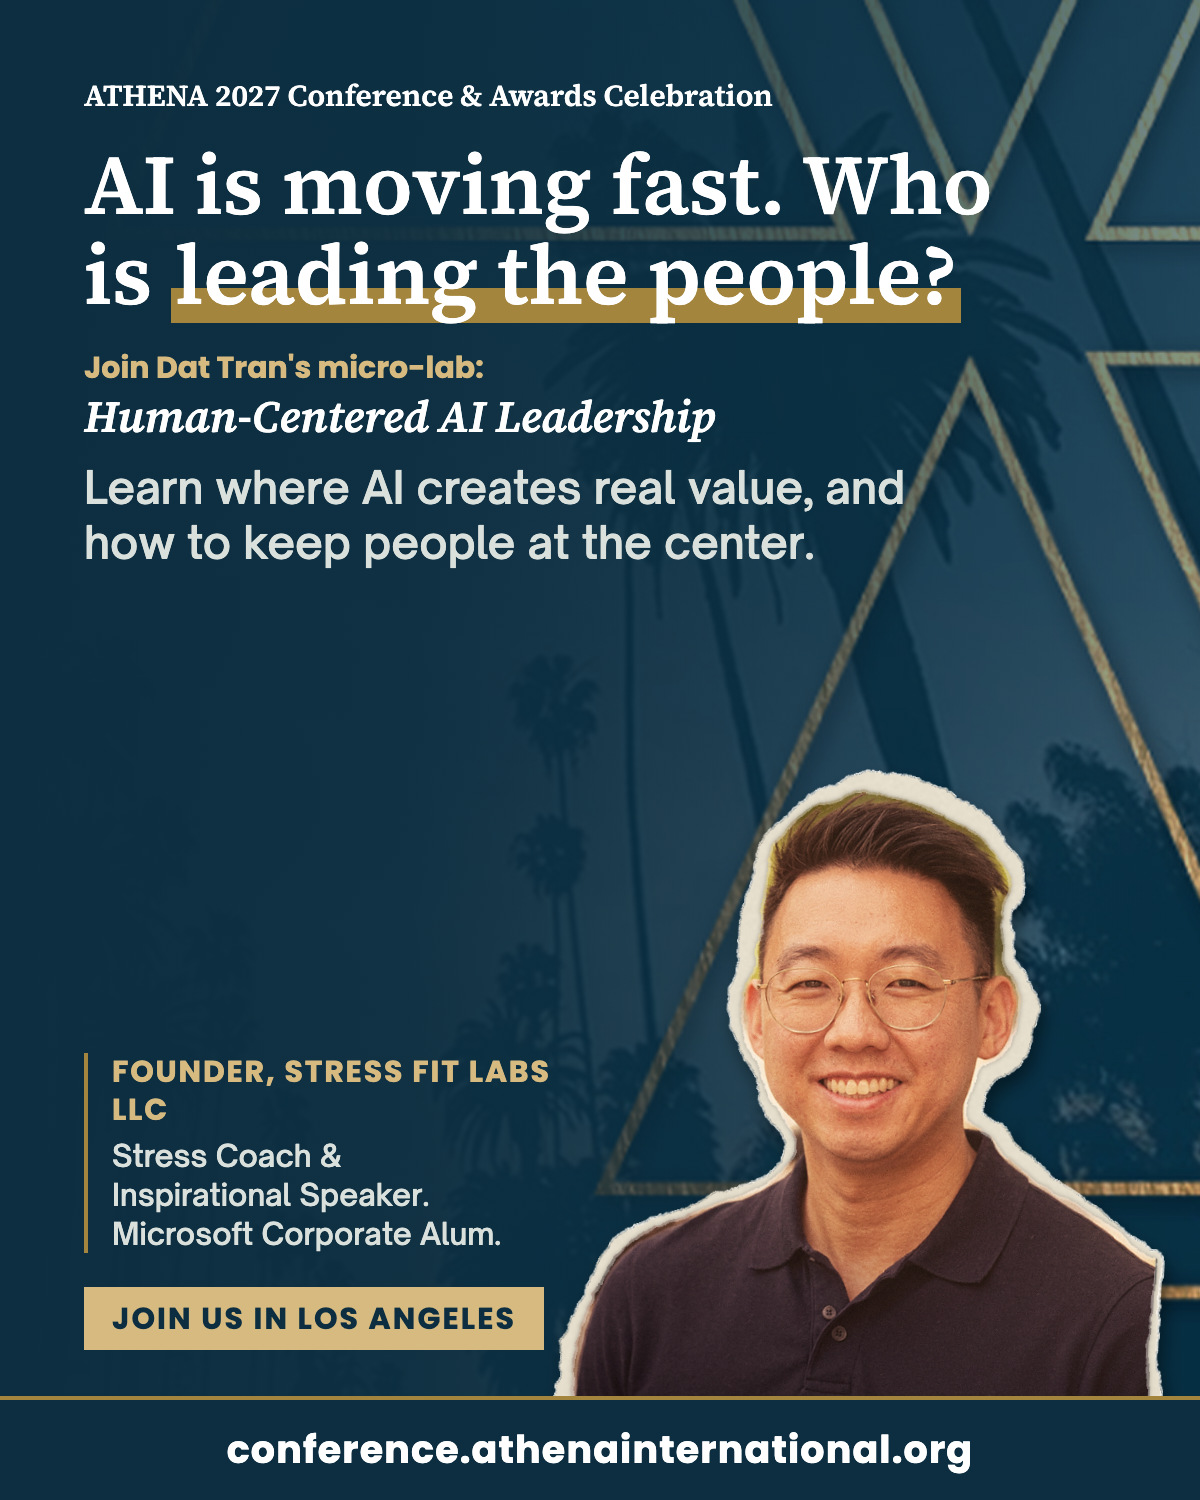 ATHENA 2027 Conference & Awards Celebration
AI is moving fast. Who
is leading the people?
Join Dat Tran's micro-lab:
Human-Centered AI Leadership
Learn where AI creates real value, and
how to keep people at the center.
FOUNDER, STRESS FIT LABS
LLC
Stress Coach &
Inspirational Speaker.
Microsoft Corporate Alum.
JOIN US IN LOS ANGELES
conference.athenainternational.org